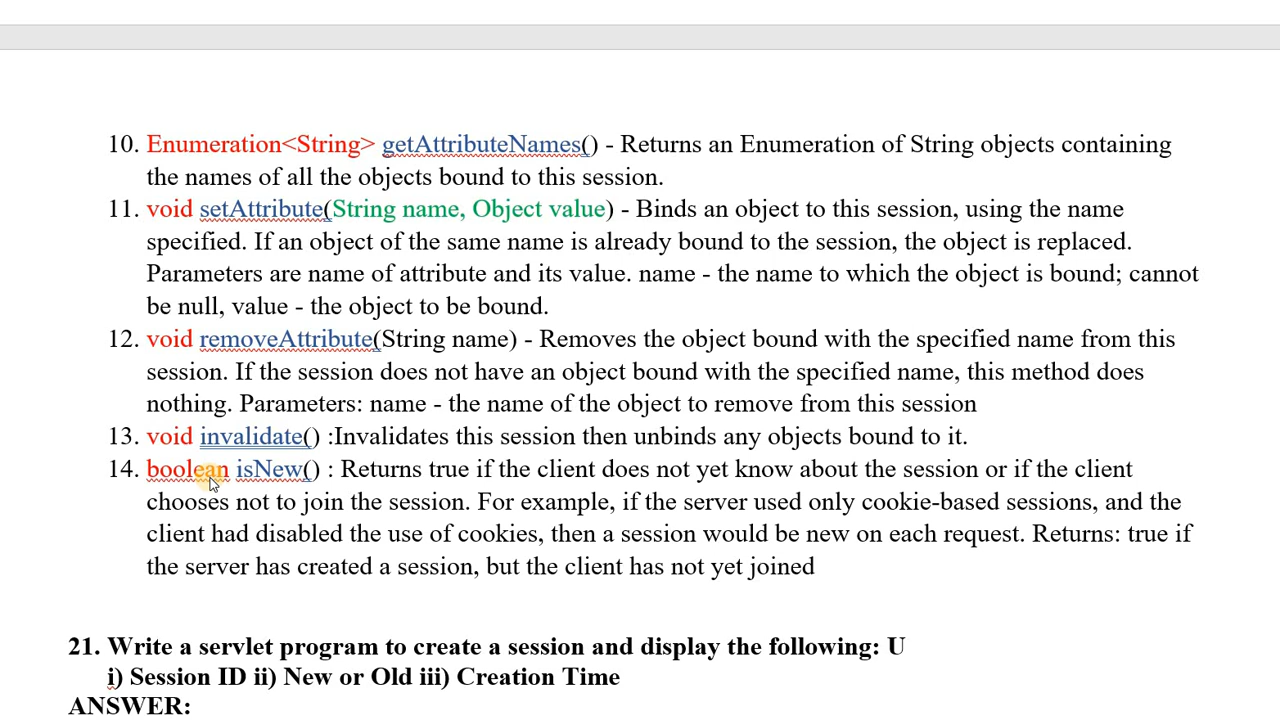 10. Enumeration<String> getAttributeNames() - Returns an Enumeration of String objects containing
the names of all the objects bound to this session.
11. void setAttribute(String name, Object value) - Binds an object to this session, using the name
specified. If an object of the same name is already bound to the session, the object is replaced.
Parameters are name of attribute and its value. name - the name to which the object is bound; cannot
be null, value - the object to be bound.
12. void removeAttribute(String name) - Removes the object bound with the specified name from this
session. If the session does not have an object bound with the specified name, this method does
nothing. Parameters: name - the name of the object to remove from this session
13. void invalidate() :Invalidates this session then unbinds any objects bound to it.
14. boolean isNew() : Returns true if the client does not yet know about the session or if the client
chooses not to join the session. For example, if the server used only cookie-based sessions, and the
client had disabled the use of cookies, then a session would be new on each request. Returns: true if
the server has created a session, but the client has not yet joined
21. Write a servlet program to create a session and display the following: U
i) Session ID ii) New or Old iii) Creation Time
ANSWER: